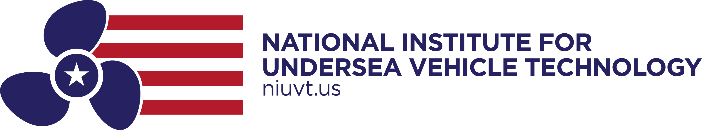 NATIONAL INSTITUTE FOR
UNDERSEA VEHICLE TECHNOLOGY
niuvt.us